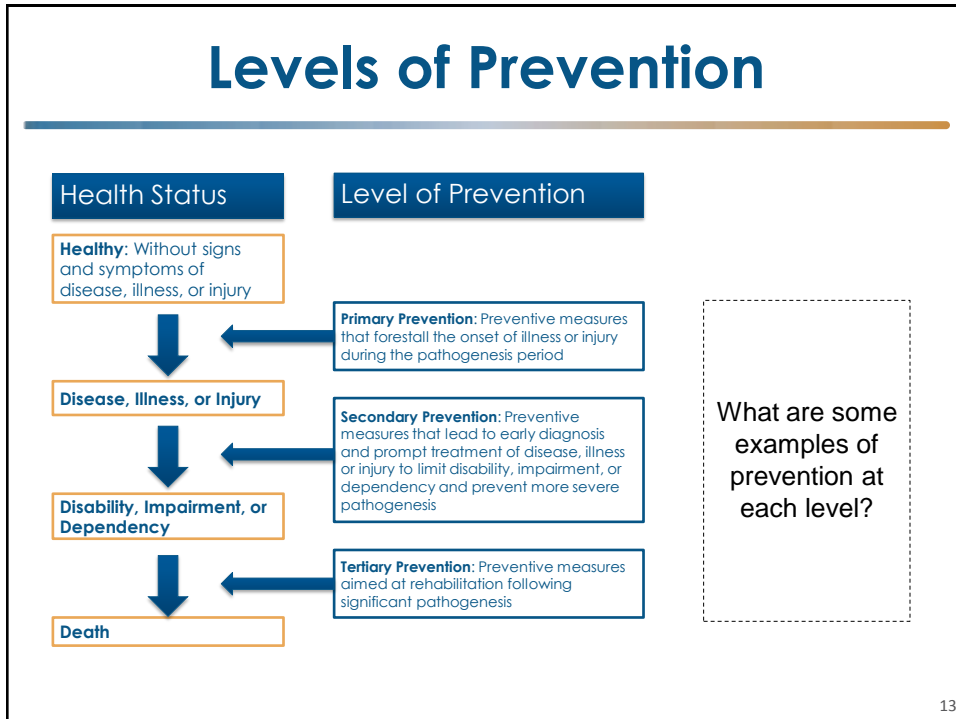 Levels of Prevention
Health Status
Level of Prevention
Healthy: Without signs
and symptoms of
disease, illness, or injury
Primary Prevention: Preventive measures
that forestall the onset of illness or injury
during the pathogenesis period
Disease, Illness, or Injury
Secondary Prevention: Preventive
measures that lead to early diagnosis
and prompt treatment of disease, illness
or injury to limit disability, impairment, or
dependency and prevent more severe
pathogenesis
Disability, Impairment, or
Dependency
Tertiary Prevention: Preventive measures
aimed at rehabilitation following
significant pathogenesis
Death
What are some
examples of
prevention at
each level?
13